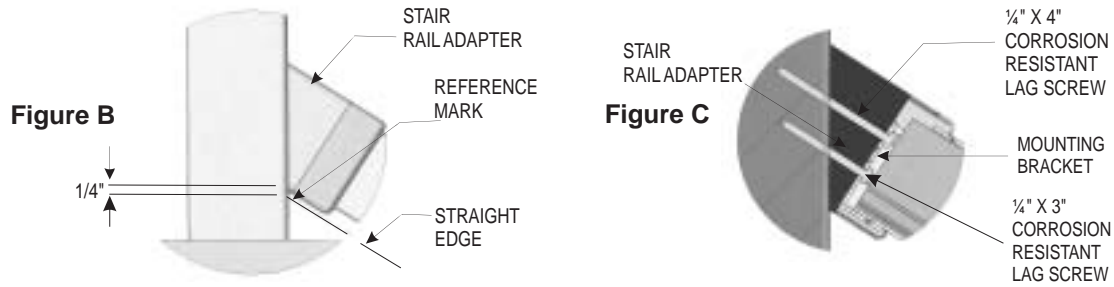 STAIR
RAIL ADAPTER
REFERENCE
MARK
Figure B
1/4"
STRAIGHT
EDGE
STAIR
RAIL ADAPTER
Figure C
¼" X 4"
CORROSION
RESISTANT
LAG SCREW
MOUNTING
BRACKET
¼" X 3"
CORROSION
RESISTANT
LAG SCREW